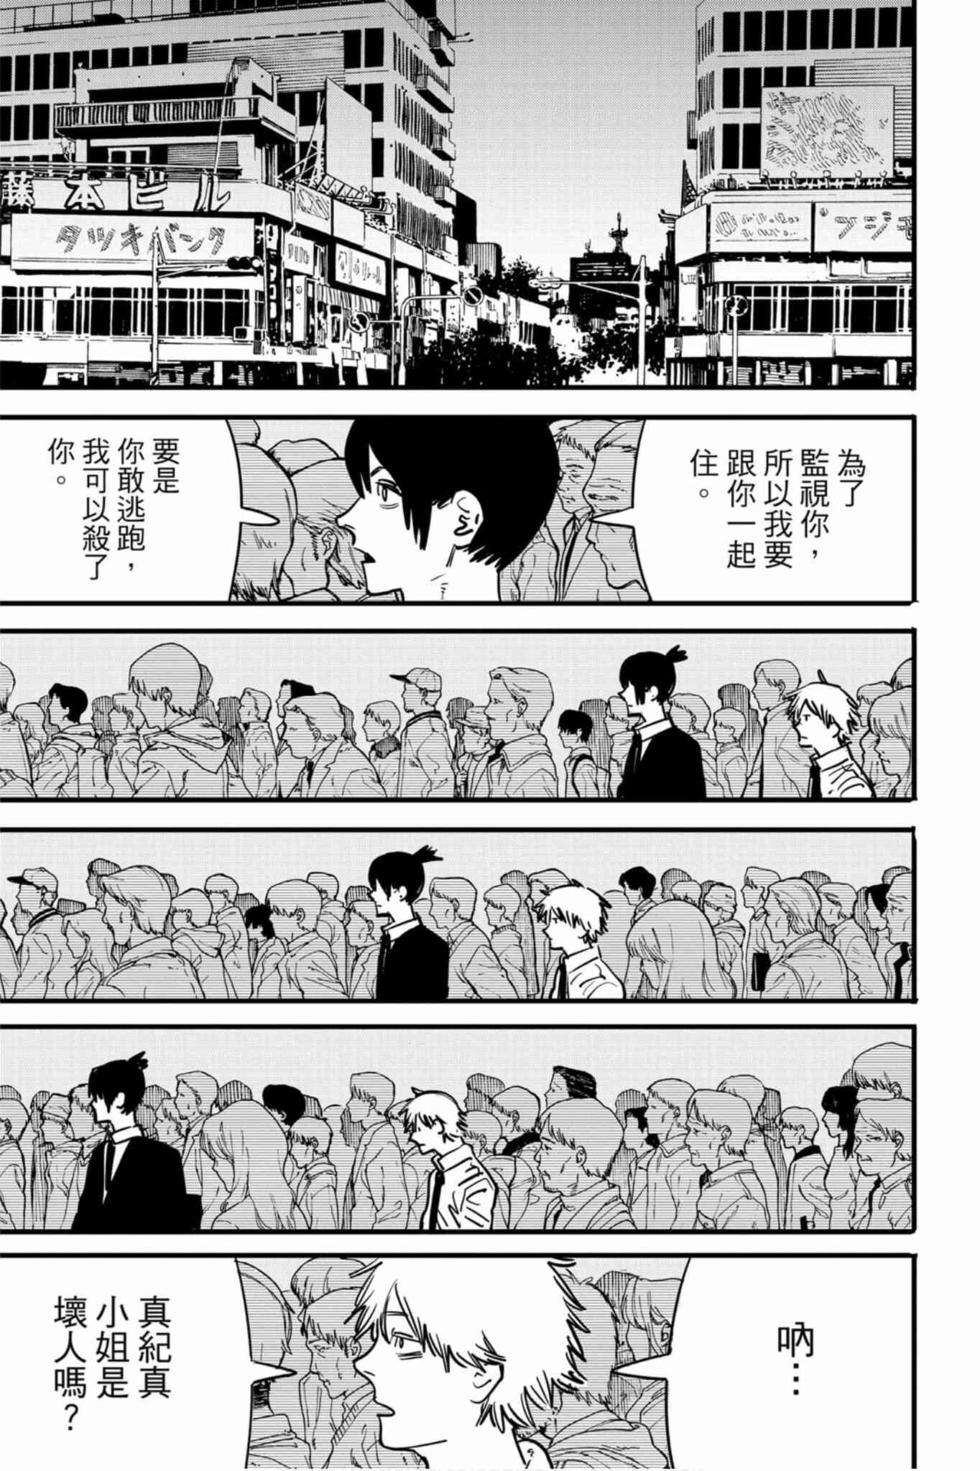 藤本ビル
タツキバンク
フジモ
為了
監視你，
所以我要
跟你一起
住。
要是
你敢逃跑，
我可以殺了
你。
吶…
真紀真
小姐是
壞人嗎？